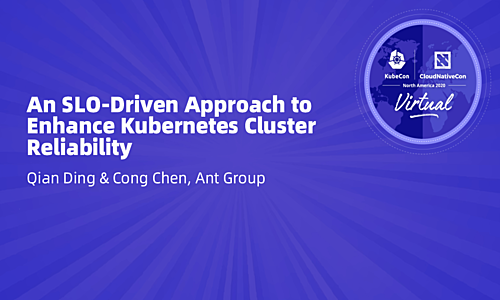 An SLO-Driven Approach to
Enhance Kubernetes Cluster
Reliability
Qian Ding & Cong Chen, Ant Group
KubeCon
CloudNativeCon
North America 2020
Virtual